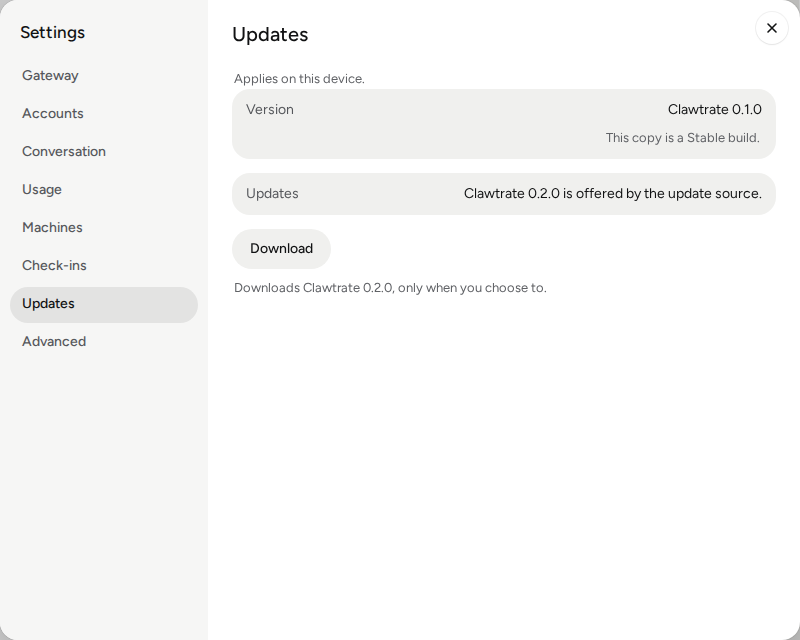 Settings
Gateway
Accounts
Conversation
Usage
Machines
Check-ins
Updates
Advanced
Updates
Applies on this device.
Version Clawtrate 0.1.0
This copy is a Stable build.
Updates Clawtrate 0.2.0 is offered by the update source.
Download
Downloads Clawtrate 0.2.0, only when you choose to.